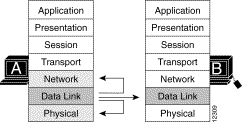 Application
Presentation
Session
Transport
Network
Data Link
Physical
A
Application
Presentation
Session
Transport
Network
Data Link
Physical
B
12309